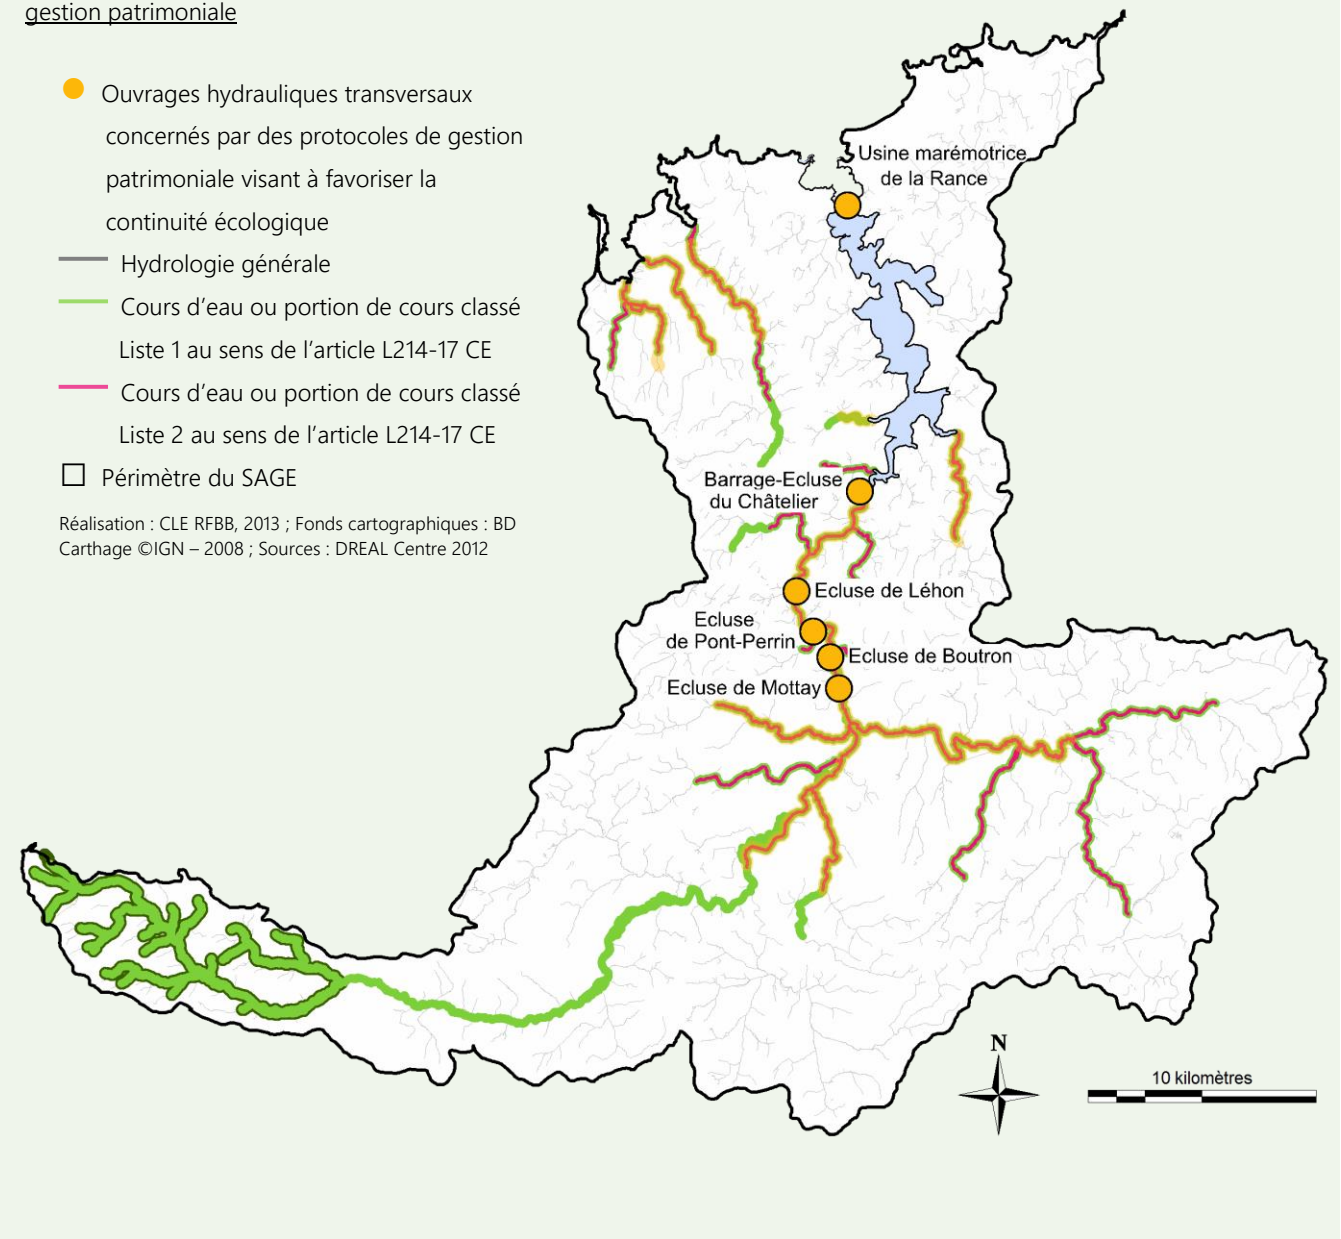 gestion patrimoniale
Ouvrages hydrauliques transversaux
concernés par des protocoles de gestion
patrimoniale visant à favoriser la
continuité écologique
Hydrologie générale
Cours d’eau ou portion de cours classé
Liste 1 au sens de l’article L214-17 CE
Cours d’eau ou portion de cours classé
Liste 2 au sens de l’article L214-17 CE
Périmètre du SAGE
Réalisation : CLE RFBB, 2013 ; Fonds cartographiques : BD
Carthage ©IGN – 2008 ; Sources : DREAL Centre 2012
Usine marémotrice
de la Rance
Barrage-Ecluse
du Châtelier
Ecluse de Léhon
Ecluse
de Pont-Perrin
Ecluse de Boutron
Ecluse de Mottay
N
10 kilomètres